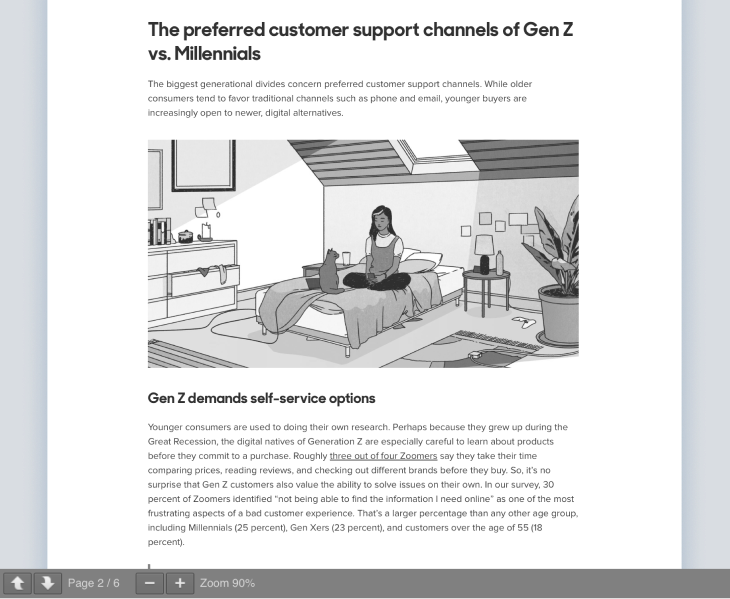 The preferred customer support channels of Gen Z
vs. Millennials
The biggest generational divides concern preferred customer support channels. While older
consumers tend to favor traditional channels such as phone and email, younger buyers are
increasingly open to newer, digital alternatives.
Gen Z demands self-service options
Younger consumers are used to doing their own research. Perhaps because they grew up during the
Great Recession, the digital natives of Generation Z are especially careful to learn about products
before they commit to a purchase. Roughly three out of four Zoomers say they take their time
comparing prices, reading reviews, and checking out different brands before they buy. So, it's no
surprise that Gen Z customers also value the ability to solve issues on their own. In our survey, 30
percent of Zoomers identified “not being able to find the information I need online” as one of the most
frustrating aspects of a bad customer experience. That's a larger percentage than any other age group,
including Millennials (25 percent), Gen Xers (23 percent), and customers over the age of 55 (18
percent).
Page 2 / 6
Zoom 90%